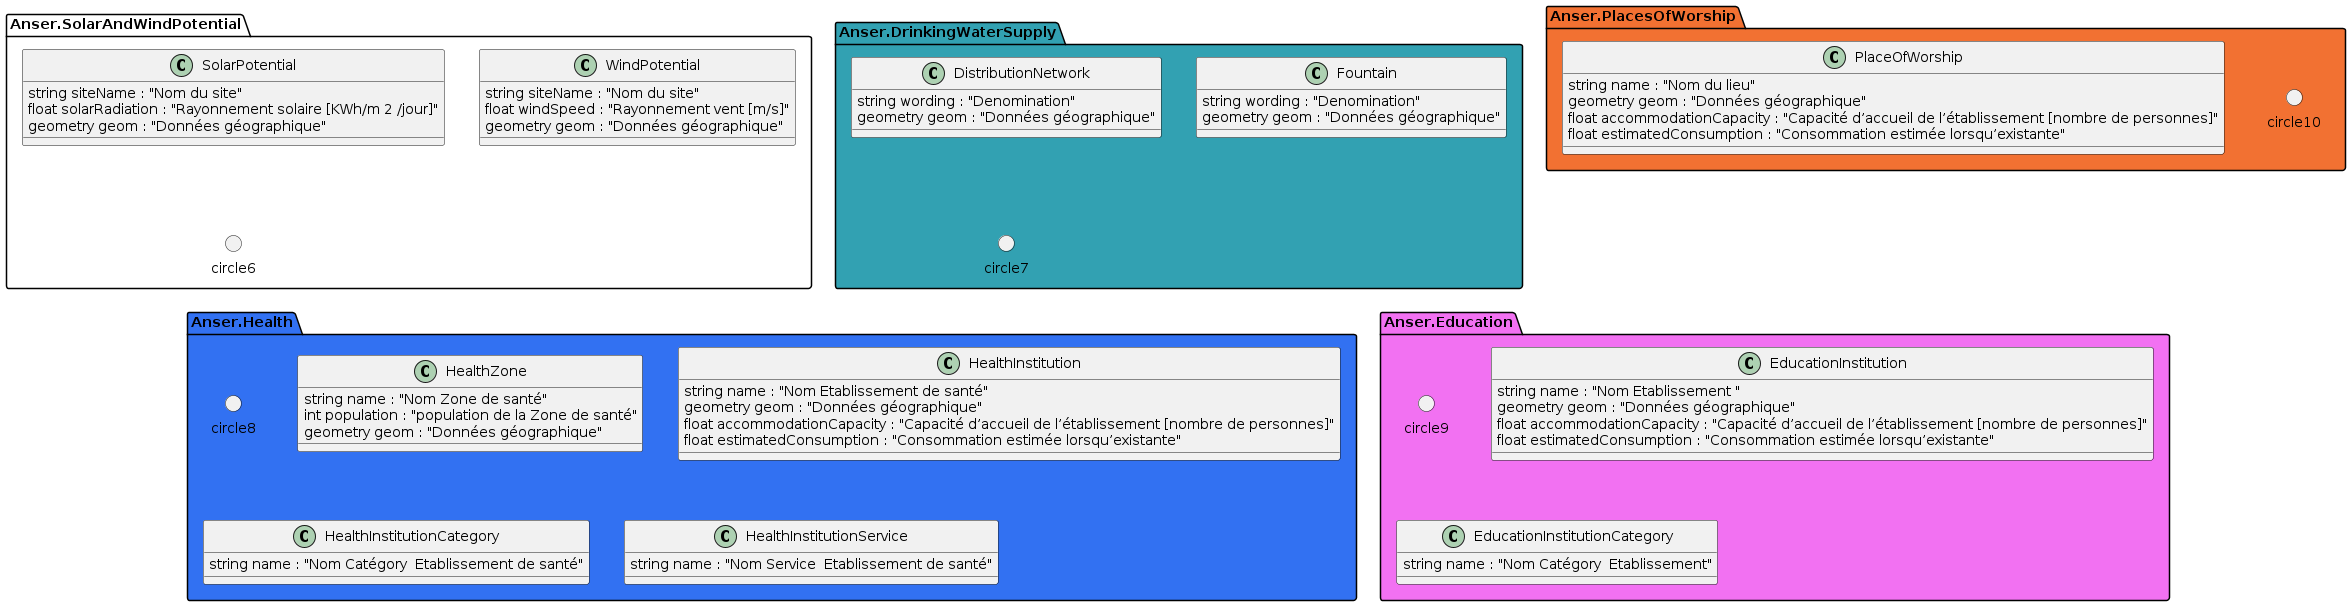 Anser.SolarAndWindPotential
C SolarPotential
string siteName : "Nom du site"
float solarRadiation : "Rayonnement solaire [KWh/m 2 /jour]"
geometry geom : "Données géographique"
C WindPotential
string siteName : "Nom du site"
float windSpeed : "Rayonnement vent [m/s]"
geometry geom : "Données géographique"
circle6
Anser.DrinkingWaterSupply
C DistributionNetwork
string wording : "Denomination"
geometry geom : "Données géographique"
C Fountain
string wording : "Denomination"
geometry geom : "Données géographique"
circle7
Anser.PlacesOfWorship
C PlaceOfWorship
string name : "Nom du lieu"
geometry geom : "Données géographique"
float accommodationCapacity : "Capacité d’accueil de l’établissement [nombre de personnes]"
float estimatedConsumption : "Consommation estimée lorsqu’existante"
circle10
Anser.Health
circle8
C HealthZone
string name : "Nom Zone de santé"
int population : "population de la Zone de santé"
geometry geom : "Données géographique"
C HealthInstitution
string name : "Nom Etablissement de santé"
geometry geom : "Données géographique"
float accommodationCapacity : "Capacité d’accueil de l’établissement [nombre de personnes]"
float estimatedConsumption : "Consommation estimée lorsqu’existante"
C HealthInstitutionCategory
string name : "Nom Catégory  Etablissement de santé"
C HealthInstitutionService
string name : "Nom Service  Etablissement de santé"
Anser.Education
circle9
C EducationInstitution
string name : "Nom Etablissement "
geometry geom : "Données géographique"
float accommodationCapacity : "Capacité d’accueil de l’établissement [nombre de personnes]"
float estimatedConsumption : "Consommation estimée lorsqu’existante"
C EducationInstitutionCategory
string name : "Nom Catégory  Etablissement"